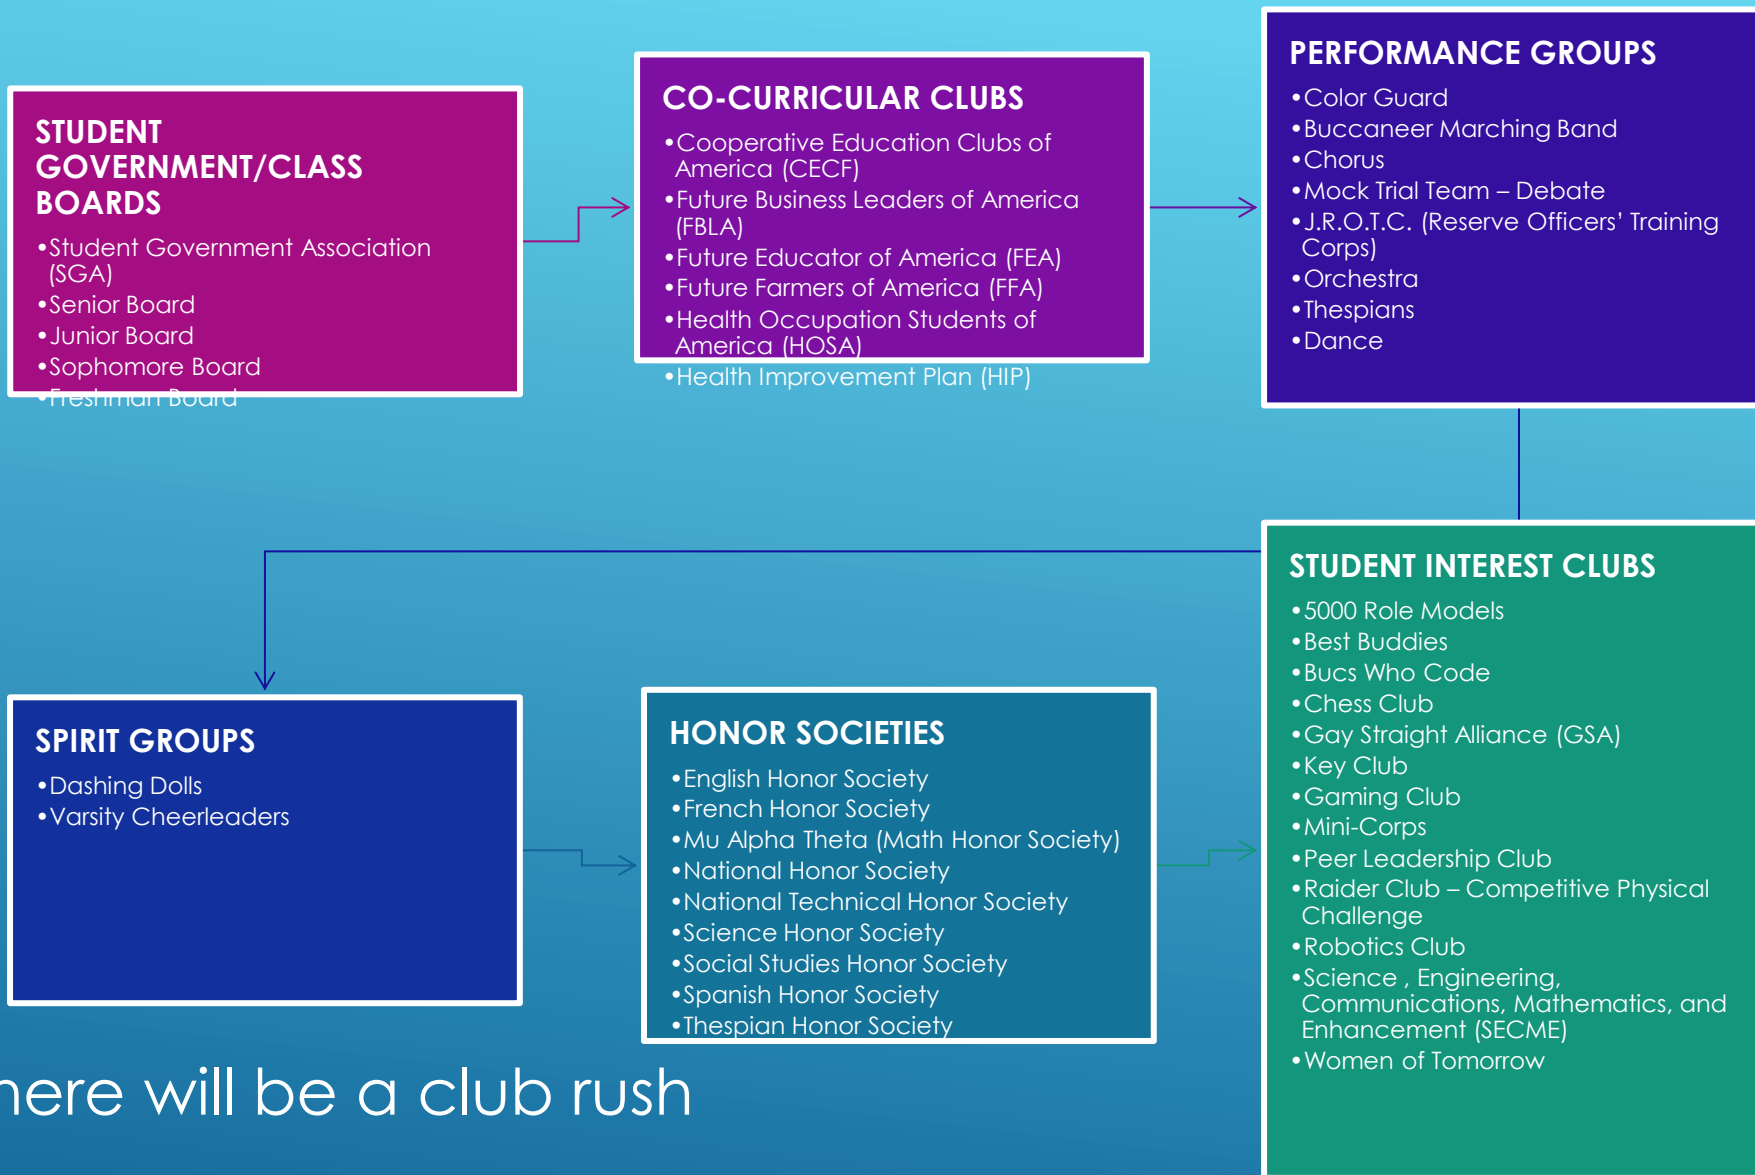 STUDENT
GOVERNMENT/CLASS
BOARDS
•Student Government Association
(SGA)
•Senior Board
•Junior Board
•Sophomore Board
•Freshman Board
CO-CURRICULAR CLUBS
•Cooperative Education Clubs of
America (CECF)
•Future Business Leaders of America
(FBLA)
•Future Educator of America (FEA)
•Future Farmers of America (FFA)
•Health Occupation Students of
America (HOSA)
•Health Improvement Plan (HIP)
PERFORMANCE GROUPS
•Color Guard
•Buccaneer Marching Band
•Chorus
•Mock Trial Team – Debate
•J.R.O.T.C. (Reserve Officers’ Training
Corps)
•Orchestra
•Thespians
•Dance
SPIRIT GROUPS
•Dashing Dolls
•Varsity Cheerleaders
HONOR SOCIETIES
•English Honor Society
•French Honor Society
•Mu Alpha Theta (Math Honor Society)
•National Honor Society
•National Technical Honor Society
•Science Honor Society
•Social Studies Honor Society
•Spanish Honor Society
•Thespian Honor Society
STUDENT INTEREST CLUBS
•5000 Role Models
•Best Buddies
•Bucs Who Code
•Chess Club
•Gay Straight Alliance (GSA)
•Key Club
•Gaming Club
•Mini-Corps
•Peer Leadership Club
•Raider Club – Competitive Physical
Challenge
•Robotics Club
•Science , Engineering,
Communications, Mathematics, and
Enhancement (SECME)
•Women of Tomorrow
here will be a club rush